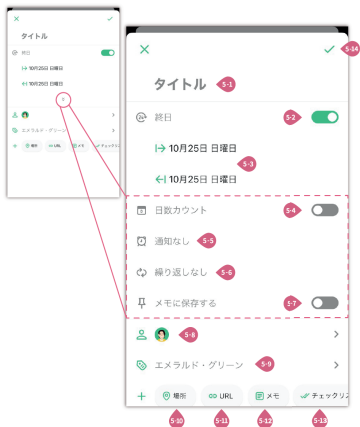 タイトル
終日
10月25日 日曜日
10月25日 日曜日
エメラルド・グリーン
場所
URL
メモ
チェックリス
5-14
タイトル
5-1
終日
5-2
10月25日 日曜日
5-3
10月25日 日曜日
日数カウント
5-4
通知なし
5-5
繰り返しなし
5-6
メモに保存する
5-7
5-8
エメラルド・グリーン
5-9
場所
URL
メモ
チェックリス
5-10
5-11
5-12
5-13